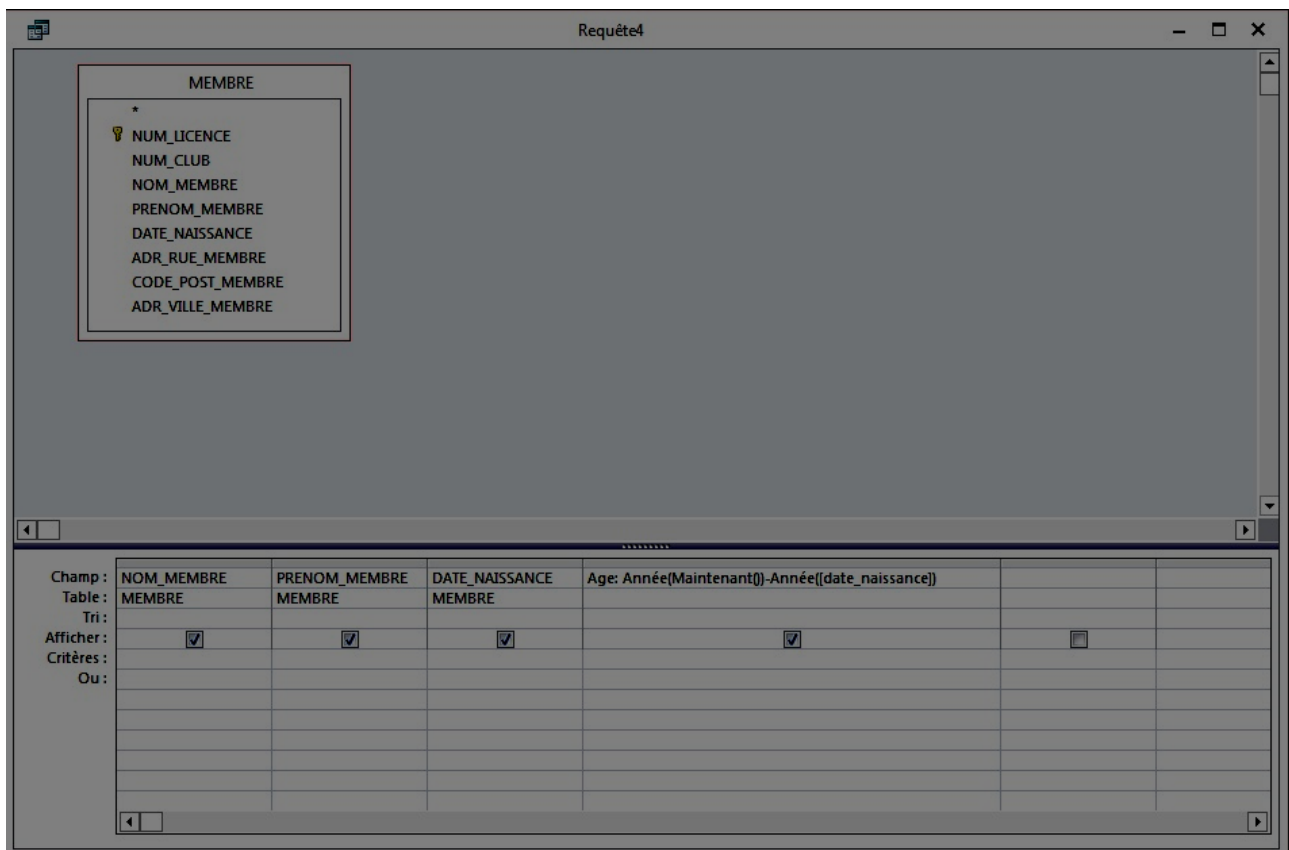 Requête4
MEMBRE
*
NUM_LICENCE
NUM_CLUB
NOM_MEMBRE
PRENOM_MEMBRE
DATE_NAISSANCE
ADR_RUE_MEMBRE
CODE_POST_MEMBRE
ADR_VILLE_MEMBRE
Champ : NOM_MEMBRE PRENOM_MEMBRE DATE_NAISSANCE Age: Année(Maintenant())-Année([date_naissance])
Table : MEMBRE MEMBRE MEMBRE
Tri :
Afficher :
Critères :
Ou :